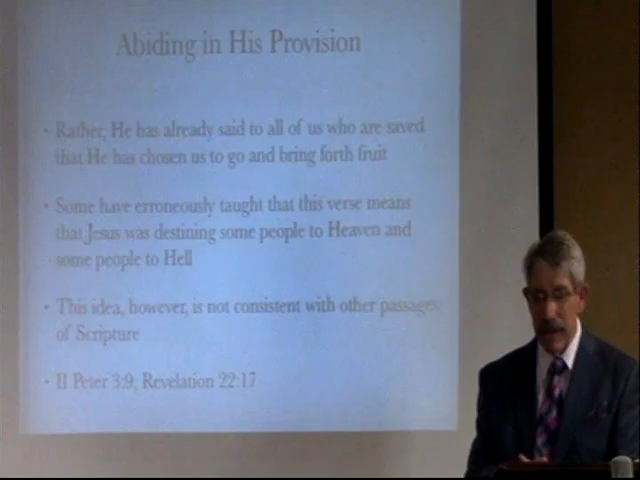 Abiding in His Provision
• Rather, He has already said to all of us who are saved
that He has chosen us to go and bring forth fruit
• Some have erroneously taught that this verse means
that Jesus was destining some people to Heaven and
some people to Hell
• This idea, however, is not consistent with other passages
of Scripture
• II Peter 3:9; Revelation 22:17